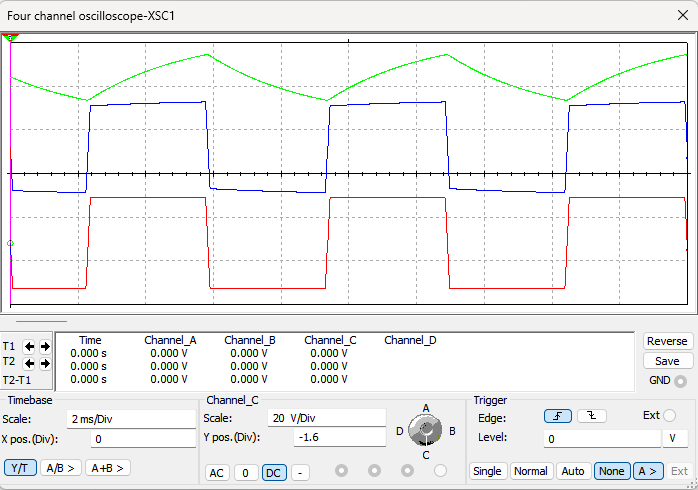 Four channel oscilloscope-XSC1
T1
T2
T2-T1
Time Channel_A Channel_B Channel_C Channel_D
0.000 s 0.000 V 0.000 V 0.000 V
0.000 s 0.000 V 0.000 V 0.000 V
0.000 s 0.000 V 0.000 V 0.000 V
Reverse
Save
GND
Timebase
Scale: 2 ms/Div
X pos.(Div): 0
Y/T A/B > A+B >
Channel_C
Scale: 20 V/Div
Y pos.(Div): -1.6
AC 0 DC -
A
D B
C
Trigger
Edge: Ext
Level: 0 V
Single Normal Auto None A > Ext